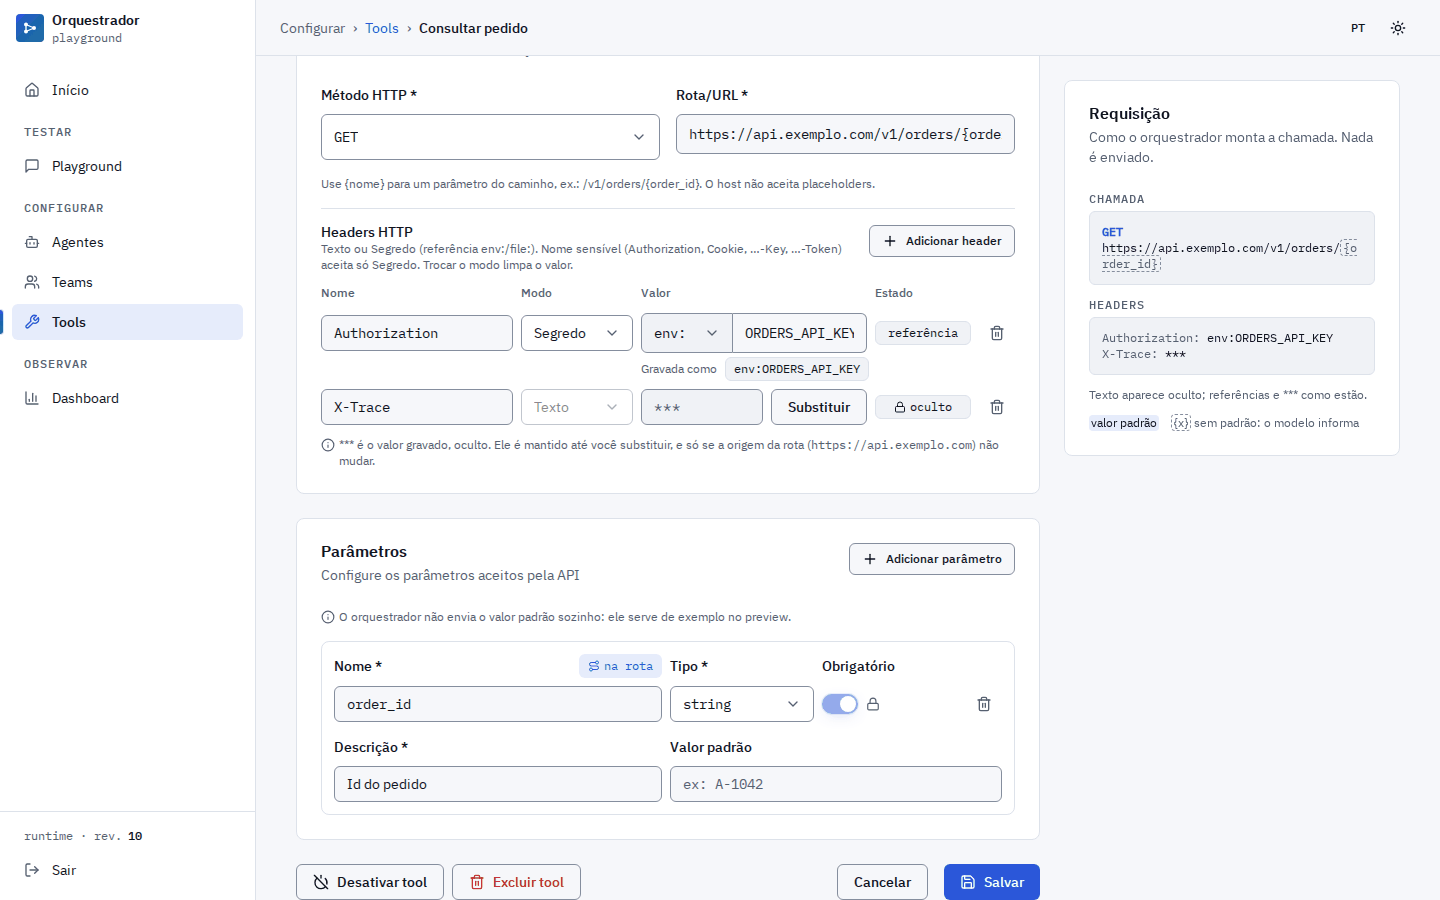 Orquestrador
playground
Início
TESTAR
Playground
CONFIGURAR
Agentes
Teams
Tools
OBSERVAR
Dashboard
runtime · rev. 10
Sair
Configurar › Tools › Consultar pedido
PT
Método HTTP *
Rota/URL *
GET
https://api.exemplo.com/v1/orders/{orde
Use {nome} para um parâmetro do caminho, ex.: /v1/orders/{order_id}. O host não aceita placeholders.
Headers HTTP
Texto ou Segredo (referência env:/file:). Nome sensível (Authorization, Cookie, …-Key, …-Token)
aceita só Segredo. Trocar o modo limpa o valor.
Adicionar header
Nome
Modo
Valor
Estado
Authorization
Segredo
env:
ORDERS_API_KEY
referência
Gravada como env:ORDERS_API_KEY
X-Trace
Texto
***
Substituir
oculto
*** é o valor gravado, oculto. Ele é mantido até você substituir, e só se a origem da rota (https://api.exemplo.com) não
mudar.
Parâmetros
Configure os parâmetros aceitos pela API
Adicionar parâmetro
O orquestrador não envia o valor padrão sozinho: ele serve de exemplo no preview.
Nome *
na rota
Tipo *
Obrigatório
order_id
string
Descrição *
Valor padrão
Id do pedido
ex: A-1042
Desativar tool
Excluir tool
Cancelar
Salvar
Requisição
Como o orquestrador monta a chamada. Nada
é enviado.
CHAMADA
GET
https://api.exemplo.com/v1/orders/{o
rder_id}
HEADERS
Authorization: env:ORDERS_API_KEY
X-Trace: ***
Texto aparece oculto; referências e *** como estão.
valor padrão {x} sem padrão: o modelo informa